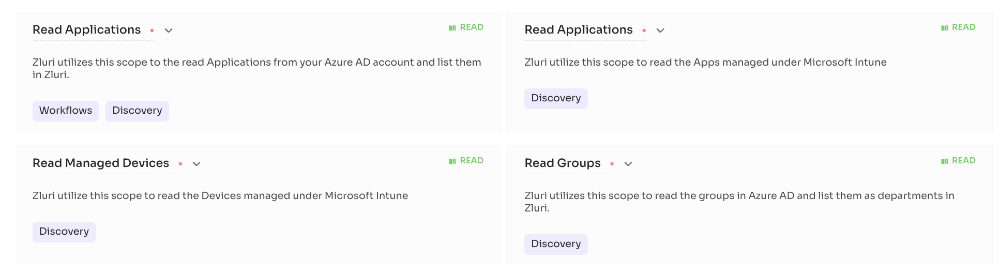 Read Applications *
READ
Zluri utilizes this scope to the read Applications from your Azure AD account and list them
in Zluri.
Workflows
Discovery
Read Applications *
READ
Zluri utilize this scope to read the Apps managed under Microsoft Intune
Discovery
Read Managed Devices *
READ
Zluri utilize this scope to read the Devices managed under Microsoft Intune
Discovery
Read Groups *
READ
Zluri utilizes this scope to read the groups in Azure AD and list them as departments in
Zluri.
Discovery